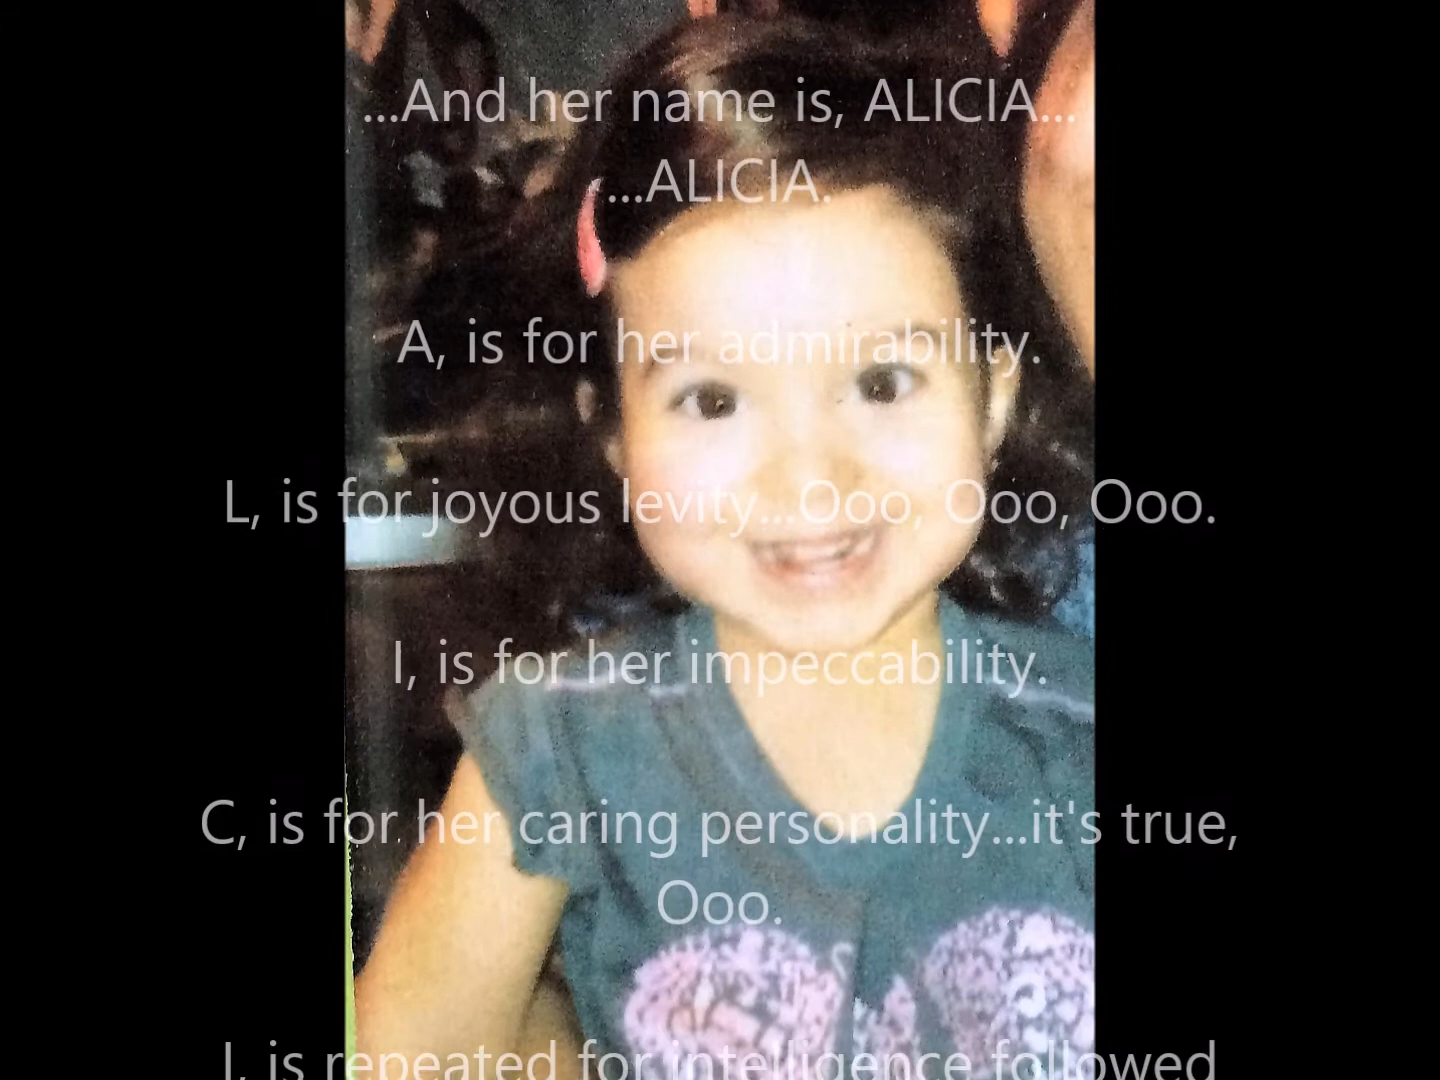 ...And her name is, ALICIA...
...ALICIA.
A, is for her admirability.
L, is for joyous levity...Ooo, Ooo, Ooo.
I, is for her impeccability.
C, is for her caring personality...it's true,
Ooo.
I, is repeated for intelligence followed